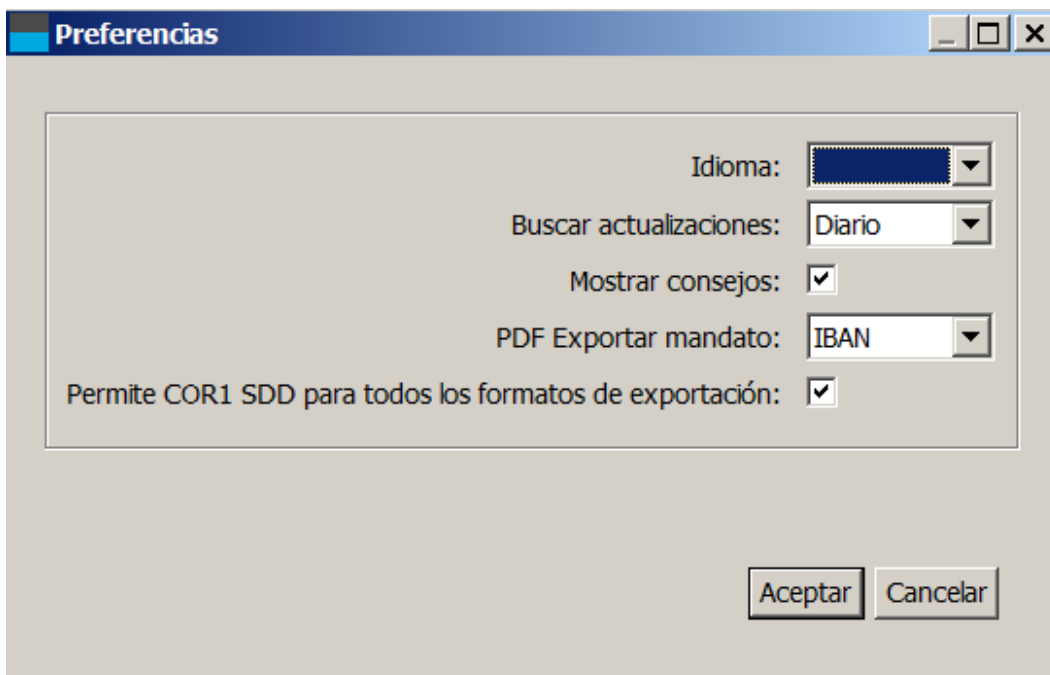 Preferencias
Idioma:
Buscar actualizaciones: Diario
Mostrar consejos:
PDF Exportar mandato: IBAN
Permite COR1 SDD para todos los formatos de exportación:
Aceptar Cancelar